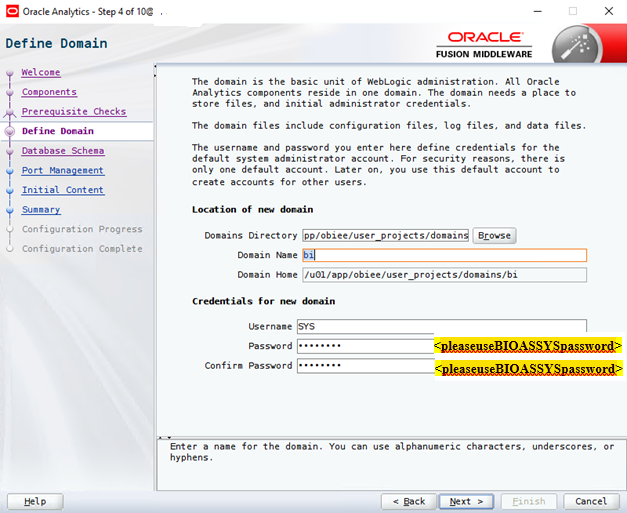 Oracle Analytics - Step 4 of 10@ .
Define Domain
ORACLE
FUSION MIDDLEWARE
Welcome
Components
Prerequisite Checks
Define Domain
Database Schema
Port Management
Initial Content
Summary
Configuration Progress
Configuration Complete
The domain is the basic unit of WebLogic administration. All Oracle
Analytics components reside in one domain. The domain needs a place to
store files, and initial administrator credentials.
The domain files include configuration files, log files, and data files.
The username and password you enter here define credentials for the
default system administrator account. For security reasons, there is
only one default account. Later on, you use this default account to
create accounts for other users.
Location of new domain
Domains Directory pp/obiee/user_projects/domains Browse
Domain Name bi
Domain Home /u01/app/obiee/user_projects/domains/bi
Credentials for new domain
Username SYS
Password •••••••• <pleaseuseBIOASSYSpassword>
Confirm Password •••••••• <pleaseuseBIOASSYSpassword>
Enter a name for the domain. You can use alphanumeric characters, underscores, or
hyphens.
Help < Back Next > Finish Cancel